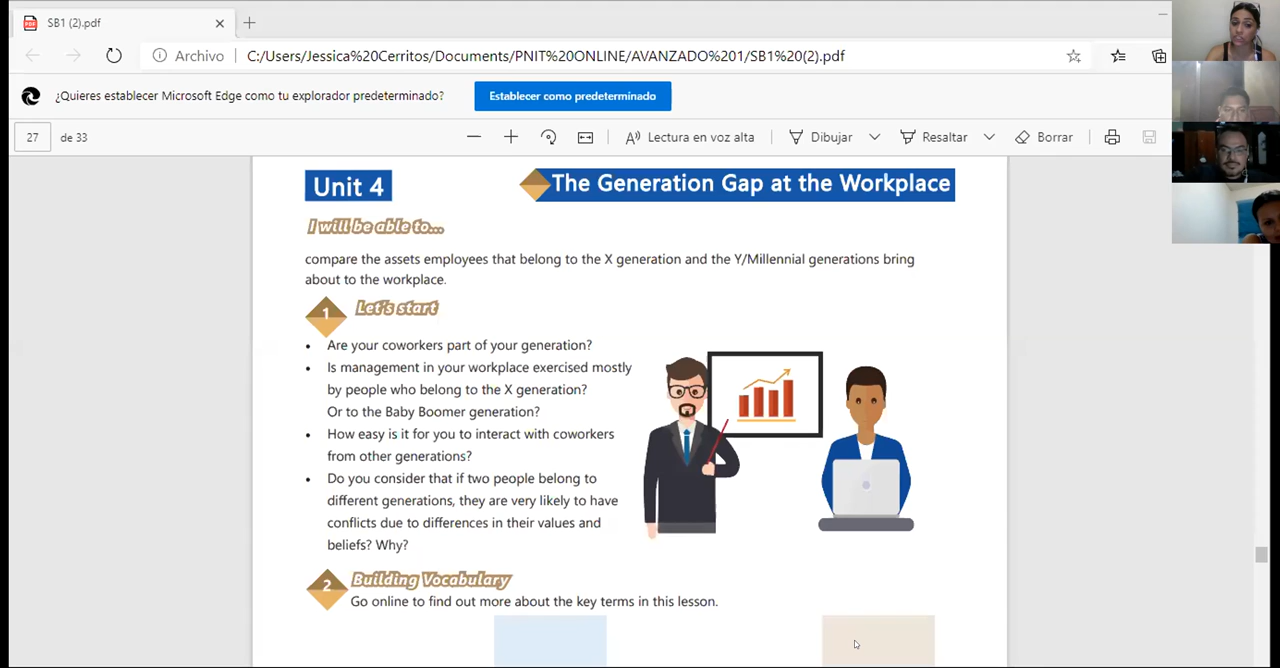 SB1 (2).pdf
Archivo
C:/Users/Jessica%20Cerritos/Documents/PNIT%20ONLINE/AVANZADO%201/SB1%20(2).pdf
¿Quieres establecer Microsoft Edge como tu explorador predeterminado?
Establecer como predeterminado
27 de 33
Lectura en voz alta
Dibujar
Resaltar
Borrar
Unit 4
The Generation Gap at the Workplace
I will be able to...
compare the assets employees that belong to the X generation and the Y/Millennial generations bring
about to the workplace.
1 Let's start
• Are your coworkers part of your generation?
• Is management in your workplace exercised mostly
by people who belong to the X generation?
Or to the Baby Boomer generation?
• How easy is it for you to interact with coworkers
from other generations?
• Do you consider that if two people belong to
different generations, they are very likely to have
conflicts due to differences in their values and
beliefs? Why?
2 Building Vocabulary
Go online to find out more about the key terms in this lesson.